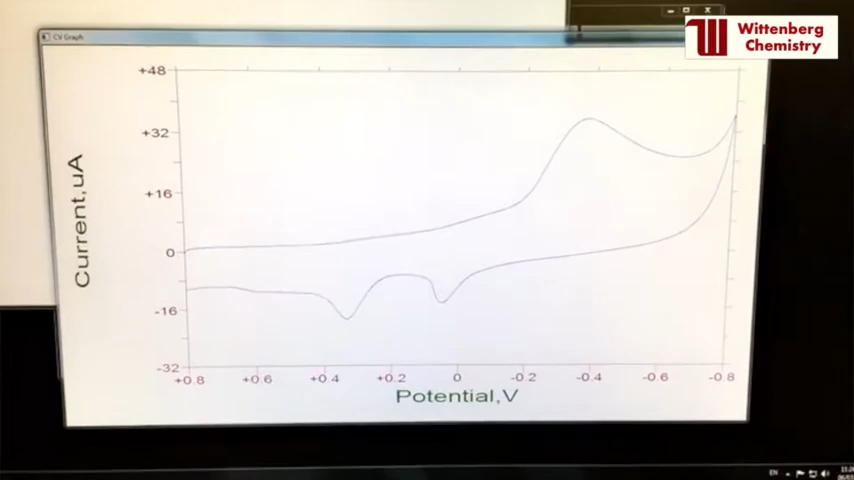 CV Graph
Wittenberg
Chemistry
+48
+32
+16
0
-16
-32
Current,uA
+0.8 +0.6 +0.4 +0.2 0 -0.2 -0.4 -0.6 -0.8
Potential,V
EN